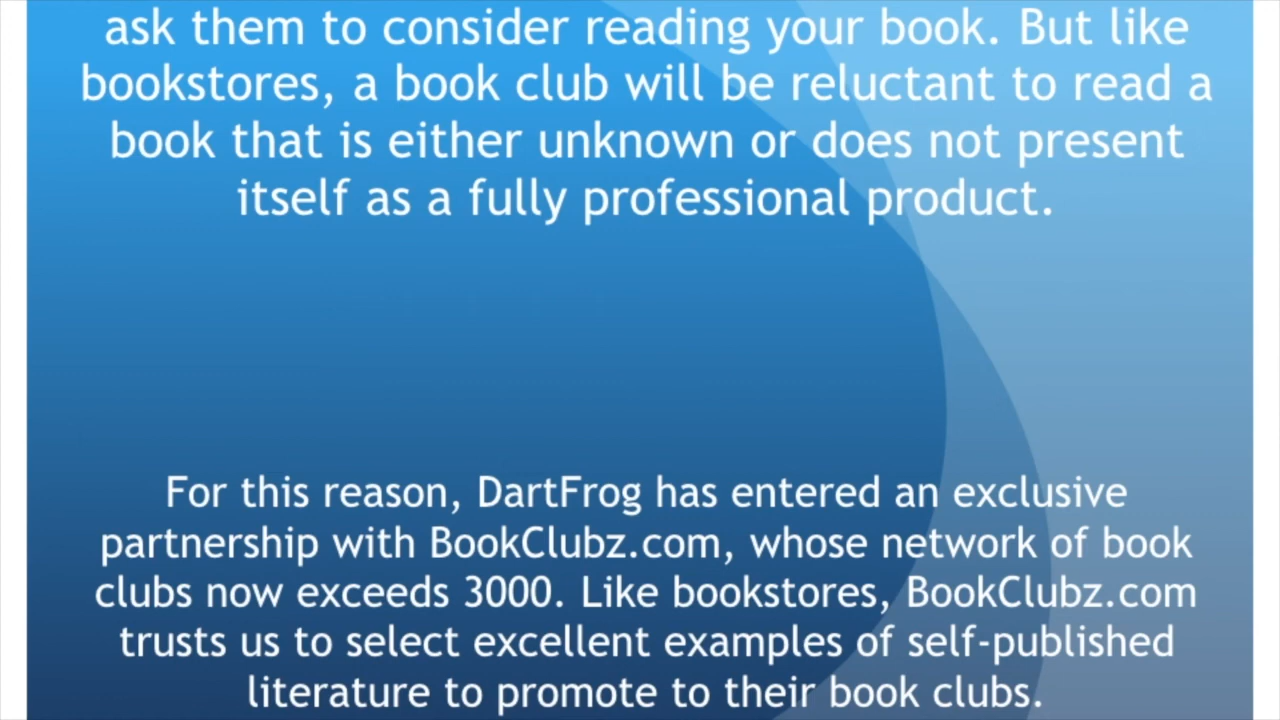 ask them to consider reading your book. But like
bookstores, a book club will be reluctant to read a
book that is either unknown or does not present
itself as a fully professional product.
For this reason, DartFrog has entered an exclusive
partnership with BookClubz.com, whose network of book
clubs now exceeds 3000. Like bookstores, BookClubz.com
trusts us to select excellent examples of self-published
literature to promote to their book clubs.